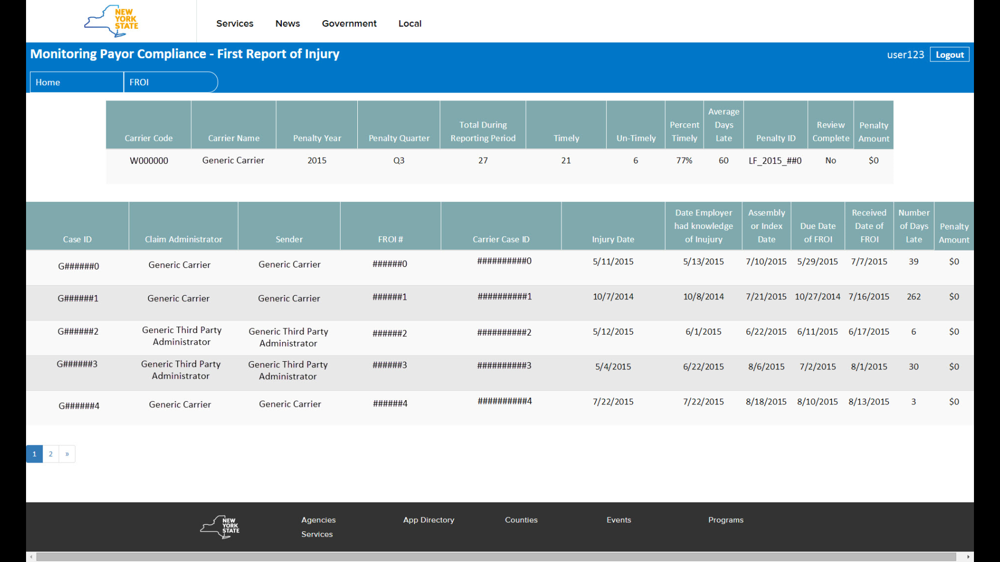 NEW
YORK
STATE
Services News Government Local
Monitoring Payor Compliance - First Report of Injury
user123 Logout
Home FROI
Carrier Code Carrier Name Penalty Year Penalty Quarter Total During Reporting Period Timely Un-Timely Percent Timely Average Days Late Penalty ID Review Complete Penalty Amount
W000000 Generic Carrier 2015 Q3 27 21 6 77% 60 LF_2015_##0 No $0
Case ID Claim Administrator Sender FROI # Carrier Case ID Injury Date Date Employer had knowledge of Inujury Assembly or Index Date Due Date of FROI Received Date of FROI Number of Days Late Penalty Amount
G######0 Generic Carrier Generic Carrier ######0 ##########0 5/11/2015 5/13/2015 7/10/2015 5/29/2015 7/7/2015 39 $0
G######1 Generic Carrier Generic Carrier ######1 ##########1 10/7/2014 10/8/2014 7/21/2015 10/27/2014 7/16/2015 262 $0
G######2 Generic Third Party Administrator Generic Third Party Administrator ######2 ##########2 5/12/2015 6/1/2015 6/22/2015 6/11/2015 6/17/2015 6 $0
G######3 Generic Third Party Administrator Generic Third Party Administrator ######3 ##########3 5/4/2015 6/22/2015 8/6/2015 7/2/2015 8/1/2015 30 $0
G######4 Generic Carrier Generic Carrier ######4 ##########4 7/22/2015 7/22/2015 8/18/2015 8/10/2015 8/13/2015 3 $0
1 2 »
NEW
YORK
STATE
Agencies App Directory Counties Events Programs
Services